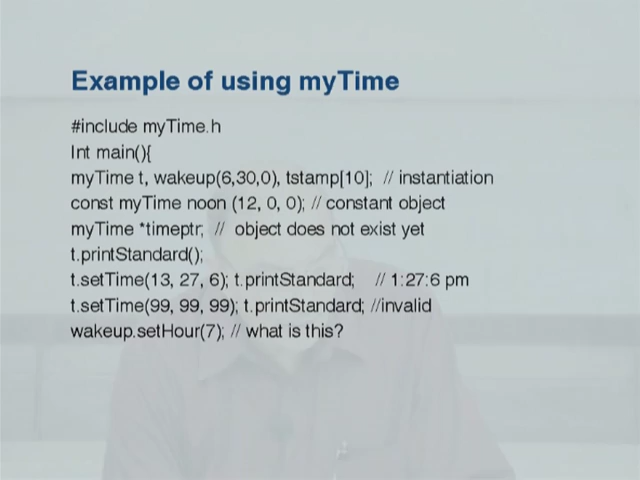 Example of using myTime
#include myTime.h
Int main(){
myTime t, wakeup(6,30,0), tstamp[10];  // instantiation
const myTime noon (12, 0, 0); // constant object
myTime *timeptr;  //  object does not exist yet
t.printStandard();
t.setTime(13, 27, 6); t.printStandard;    // 1:27:6 pm
t.setTime(99, 99, 99); t.printStandard; //invalid
wakeup.setHour(7); // what is this?